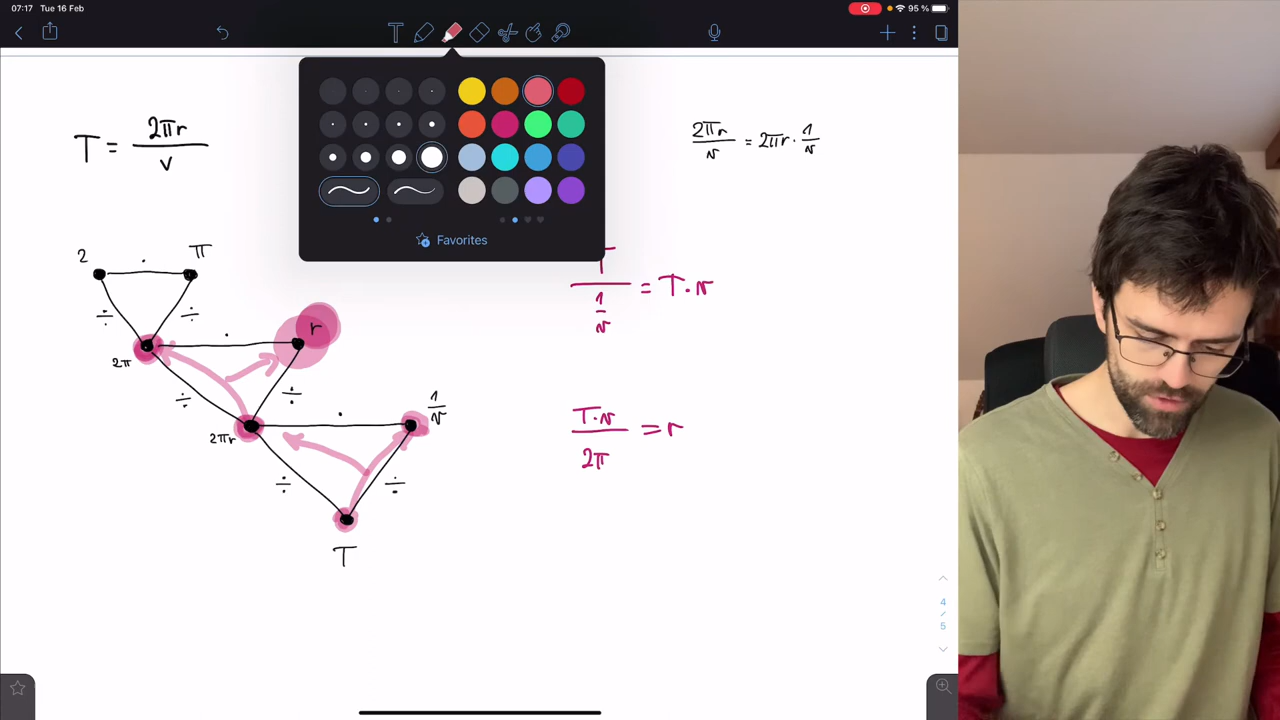 07:17 Tue 16 Feb
95 %
T
Favorites
T = 2πr / v
2πr / v = 2πr · 1 / v
2 · π
÷ ÷
T / 1 / v = T · v
r
·
2π
÷ ÷
1 / v
·
2πr
T · v / 2π = r
÷ ÷
T
4 / 5